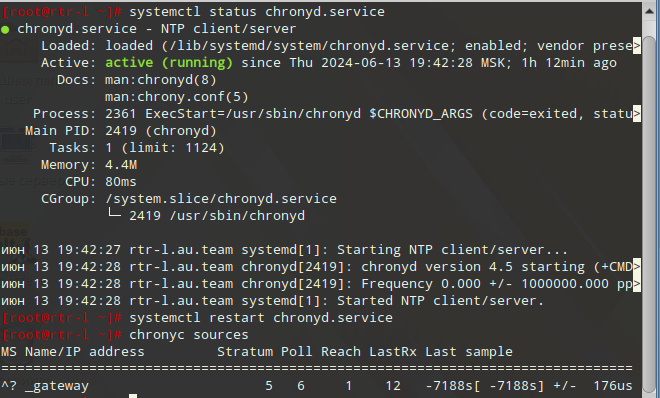 [root@rtr-l ~]# systemctl status chronyd.service
● chronyd.service - NTP client/server
Loaded: loaded (/lib/systemd/system/chronyd.service; enabled; vendor prese>
Active: active (running) since Thu 2024-06-13 19:42:28 MSK; 1h 12min ago
Docs: man:chronyd(8)
man:chrony.conf(5)
Process: 2361 ExecStart=/usr/sbin/chronyd $CHRONYD_ARGS (code=exited, statu>
Main PID: 2419 (chronyd)
Tasks: 1 (limit: 1124)
Memory: 4.4M
CPU: 80ms
CGroup: /system.slice/chronyd.service
└─ 2419 /usr/sbin/chronyd
июн 13 19:42:27 rtr-l.au.team systemd[1]: Starting NTP client/server...
июн 13 19:42:28 rtr-l.au.team chronyd[2419]: chronyd version 4.5 starting (+CMD>
июн 13 19:42:28 rtr-l.au.team chronyd[2419]: Frequency 0.000 +/- 1000000.000 pp>
июн 13 19:42:28 rtr-l.au.team systemd[1]: Started NTP client/server.
[root@rtr-l ~]# systemctl restart chronyd.service
[root@rtr-l ~]# chronyc sources
MS Name/IP address         Stratum Poll Reach LastRx Last sample
===============================================================================
^? _gateway                      5   6     1    12  -7188s[ -7188s] +/-  176us